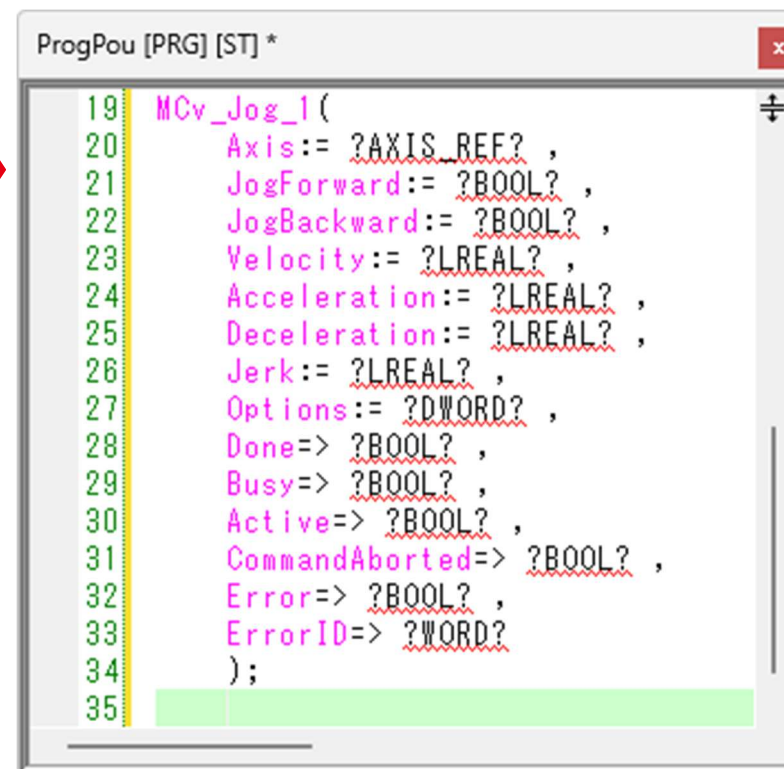 ProgPou [PRG] [ST] *
19 MCv_Jog_1(
20 Axis:= ?AXIS_REF? ,
21 JogForward:= ?BOOL? ,
22 JogBackward:= ?BOOL? ,
23 Velocity:= ?LREAL? ,
24 Acceleration:= ?LREAL? ,
25 Deceleration:= ?LREAL? ,
26 Jerk:= ?LREAL? ,
27 Options:= ?DWORD? ,
28 Done=> ?BOOL? ,
29 Busy=> ?BOOL? ,
30 Active=> ?BOOL? ,
31 CommandAborted=> ?BOOL? ,
32 Error=> ?BOOL? ,
33 ErrorID=> ?WORD?
34 );
35